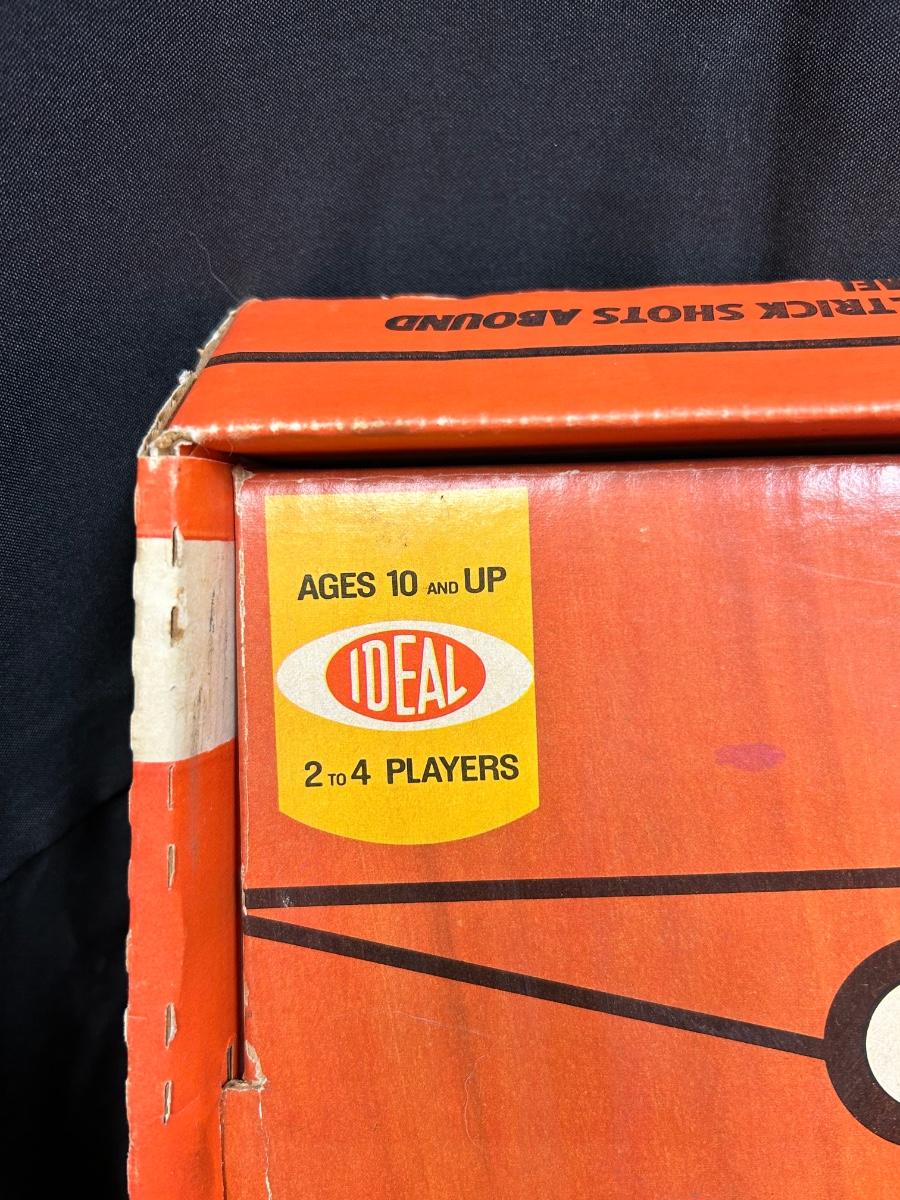 TRICK SHOTS ABOUND
AGES 10 AND UP
IDEAL
2 TO 4 PLAYERS